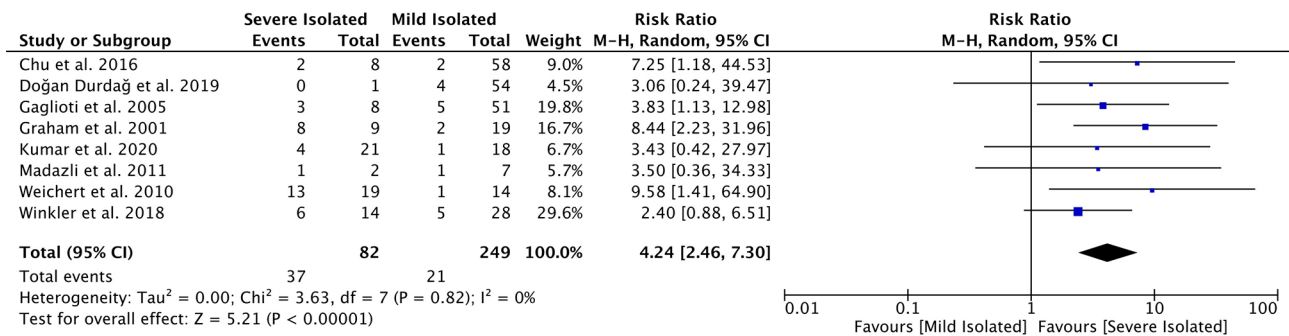 Severe Isolated Mild Isolated Risk Ratio Risk Ratio
Study or Subgroup Events Total Events Total Weight M-H, Random, 95% CI M-H, Random, 95% CI
Chu et al. 2016 2 8 2 58 9.0% 7.25 [1.18, 44.53]
Doğan Durdağ et al. 2019 0 1 4 54 4.5% 3.06 [0.24, 39.47]
Gaglioti et al. 2005 3 8 5 51 19.8% 3.83 [1.13, 12.98]
Graham et al. 2001 8 9 2 19 16.7% 8.44 [2.23, 31.96]
Kumar et al. 2020 4 21 1 18 6.7% 3.43 [0.42, 27.97]
Madazli et al. 2011 1 2 1 7 5.7% 3.50 [0.36, 34.33]
Weichert et al. 2010 13 19 1 14 8.1% 9.58 [1.41, 64.90]
Winkler et al. 2018 6 14 5 28 29.6% 2.40 [0.88, 6.51]
Total (95% CI) 82 249 100.0% 4.24 [2.46, 7.30]
Total events 37 21
Heterogeneity: Tau² = 0.00; Chi² = 3.63, df = 7 (P = 0.82); I² = 0%
Test for overall effect: Z = 5.21 (P < 0.00001)
0.01 0.1 1 10 100
Favours [Mild Isolated] Favours [Severe Isolated]